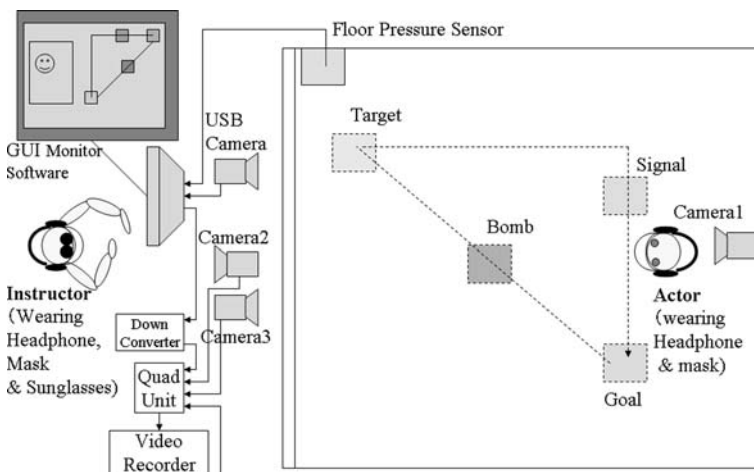 Floor Pressure Sensor
GUI Monitor
Software
USB
Camera
Target
Signal
Camera1
Bomb
Camera2
Camera3
Instructor
(Wearing
Headphone,
Mask
& Sunglasses)
Down
Converter
Quad
Unit
Video
Recorder
Actor
(wearing
Headphone
& mask)
Goal